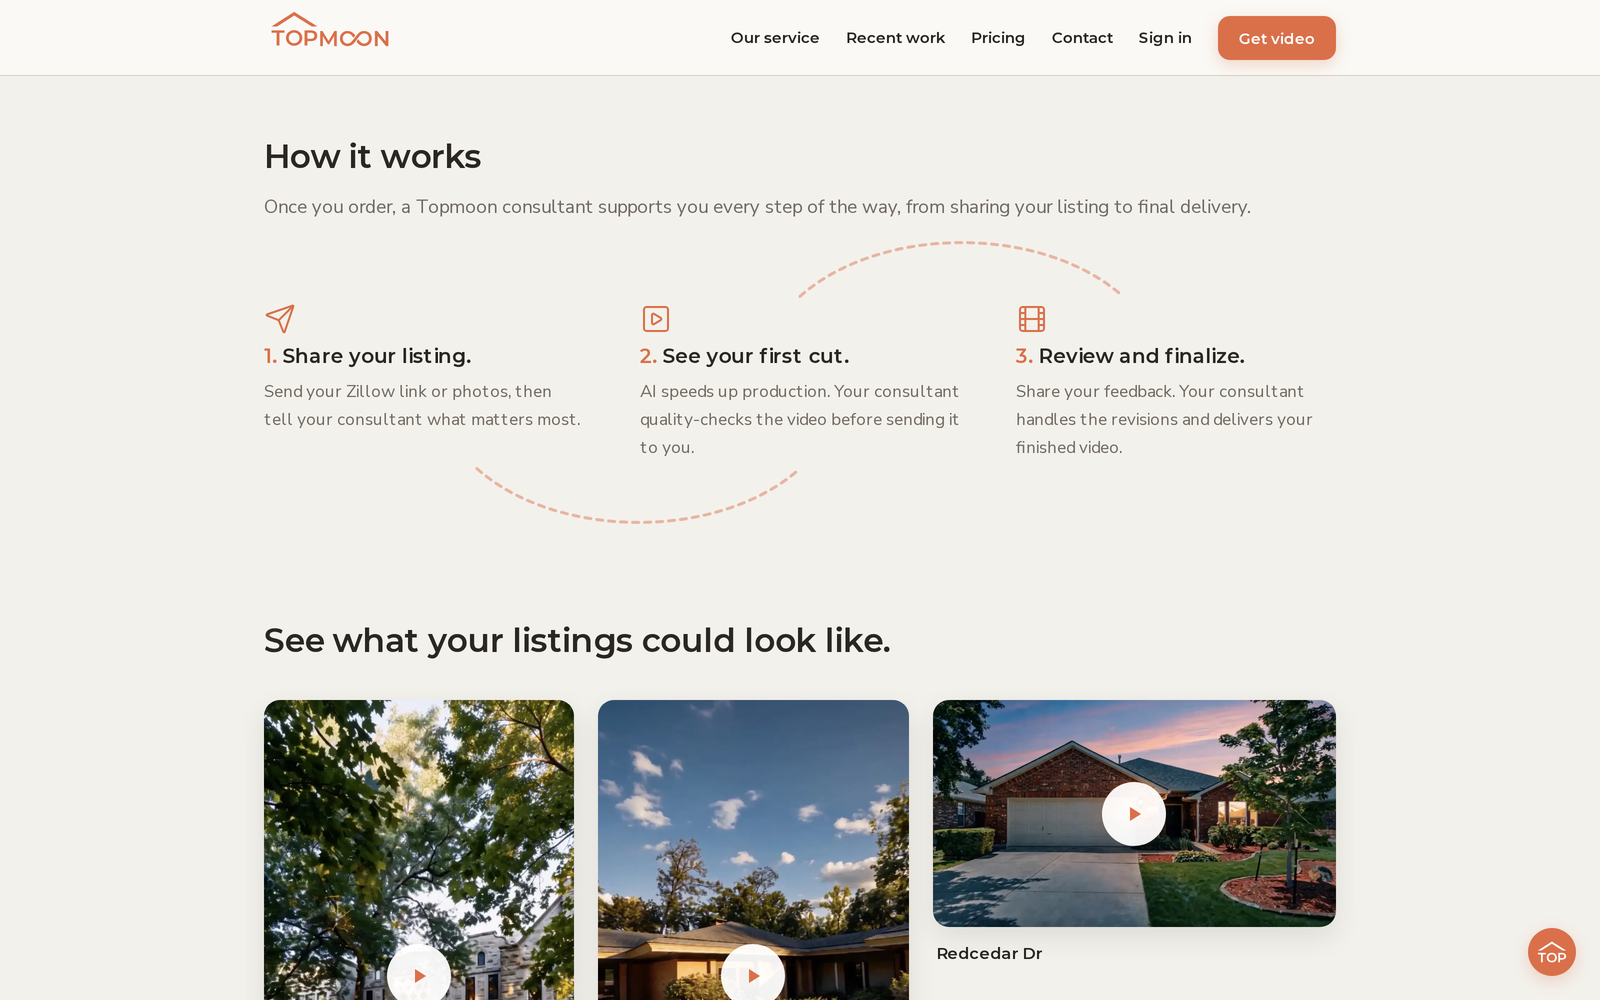 TOPMOON
Our service
Recent work
Pricing
Contact
Sign in
Get video
How it works
Once you order, a Topmoon consultant supports you every step of the way, from sharing your listing to final delivery.
1. Share your listing.
Send your Zillow link or photos, then
tell your consultant what matters most.
2. See your first cut.
AI speeds up production. Your consultant
quality-checks the video before sending it
to you.
3. Review and finalize.
Share your feedback. Your consultant
handles the revisions and delivers your
finished video.
See what your listings could look like.
Redcedar Dr
TOP